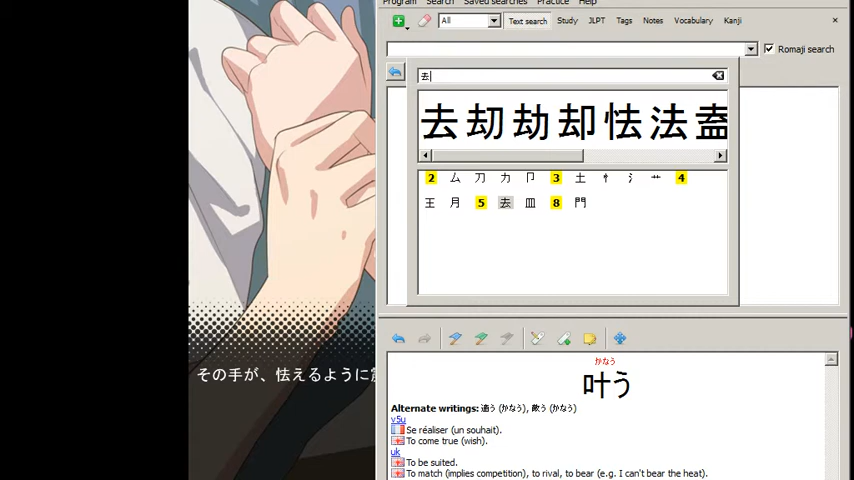 Program Search Saved searches Practice Help
All Text search Study JLPT Tags Notes Vocabulary Kanji
Romaji search
去
去 刧 劫 却 怯 法 盍
2 ム 刀 力 卩 3 土 忄 氵 艹 4
王 月 5 去 皿 8 門
その手が、怯えるように
かなう
叶う
Alternate writings: 適う (かなう), 敵う (かなう)
v5u
Se réaliser (un souhait).
To come true (wish).
uk
To be suited.
To match (implies competition), to rival, to bear (e.g. I can't bear the heat).